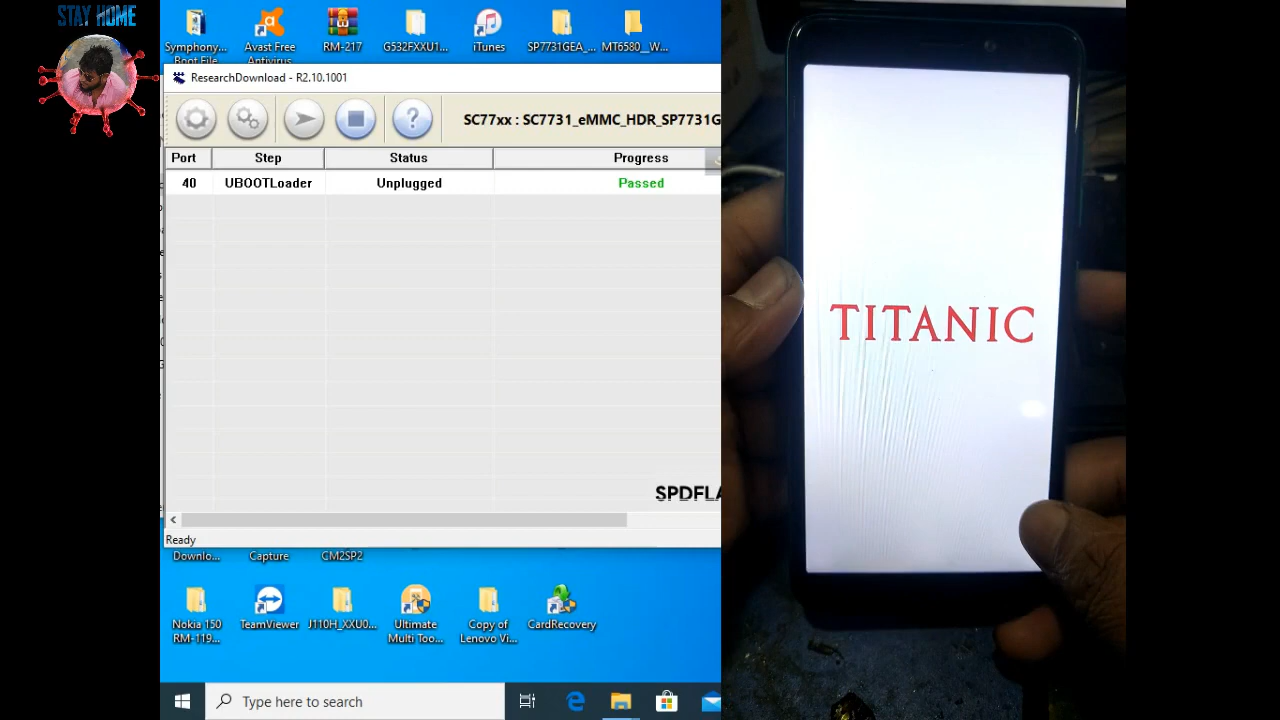 STAY HOME
Symphony...
Boot File
Avast Free
Antivirus
RM-217
G532FXXU1...
iTunes
SP7731GEA_...
MT6580__W...
ResearchDownload - R2.10.1001
?
SC77xx : SC7731_eMMC_HDR_SP7731G
Port
Step
Status
Progress
40
UBOOTLoader
Unplugged
Passed
SPDFLA
Ready
Downlo...
Capture
CM2SP2
Nokia 150
RM-119...
TeamViewer
J110H_XXU0...
Ultimate
Multi Too...
Copy of
Lenovo Vi...
CardRecovery
Type here to search
TITANIC